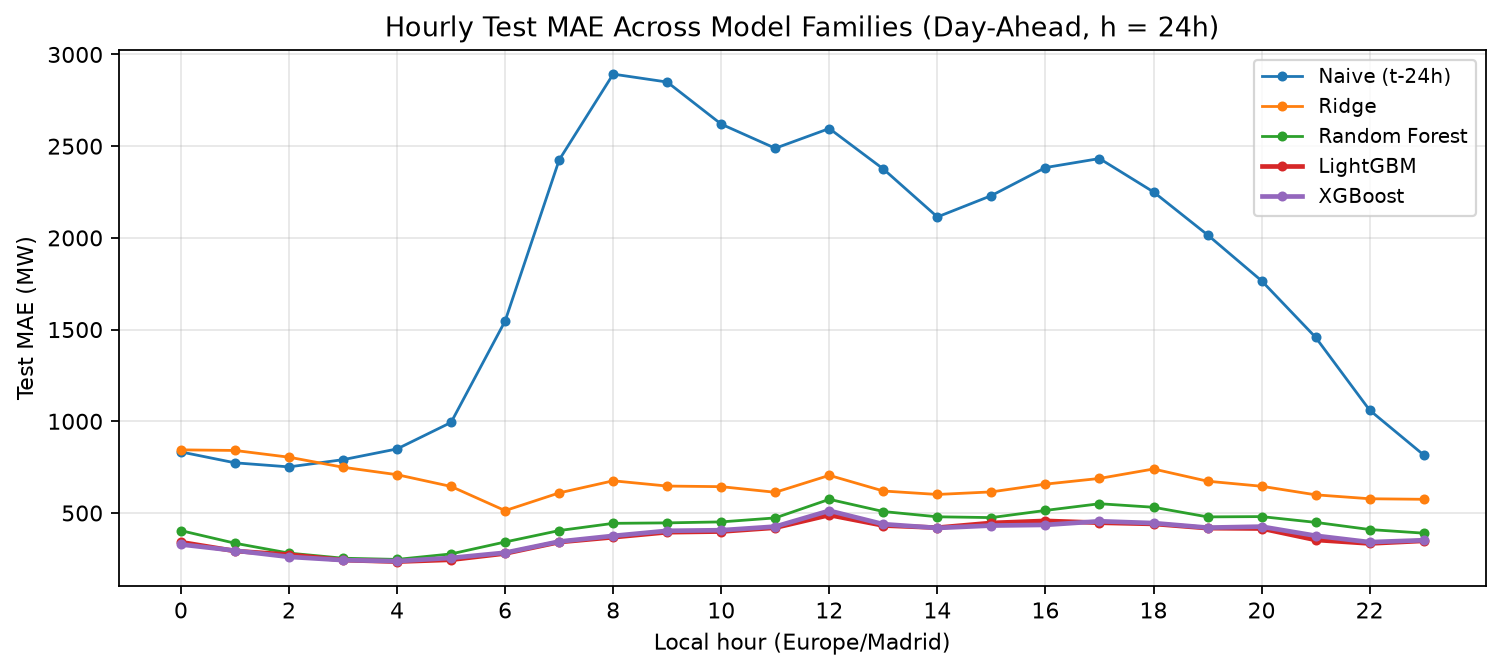 Hourly Test MAE Across Model Families (Day-Ahead, h = 24h)
3000
2500
2000
1500
1000
500
Test MAE (MW)
Naive (t-24h)
Ridge
Random Forest
LightGBM
XGBoost
0 2 4 6 8 10 12 14 16 18 20 22
Local hour (Europe/Madrid)